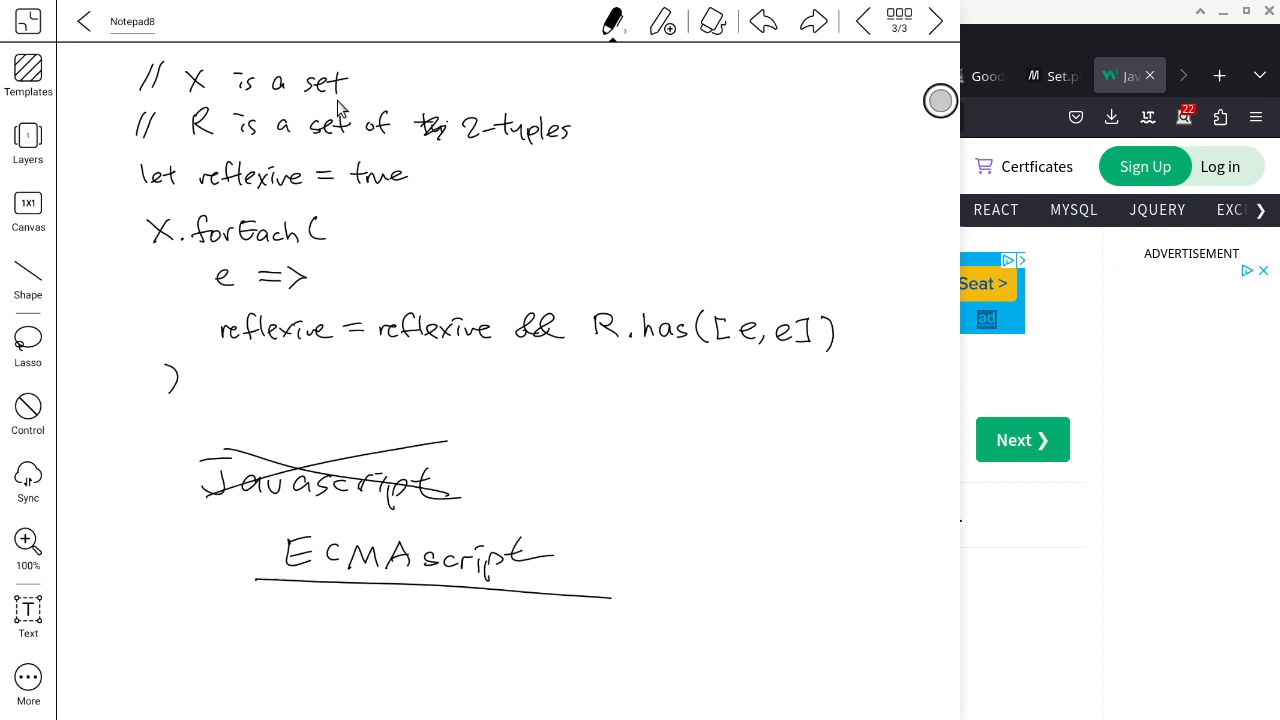 Notepad8
3/3
Templates
Layers
Canvas
Shape
Lasso
Control
Sync
100%
Text
More
// X is a set
// R is a set of 2-tuples
let reflexive = true
X.forEach(
e =>
reflexive = reflexive && R.has([e,e])
)
Javascript
ECMAscript
Good
Set.p
Jav
22
Certficates
Sign Up
Log in
REACT
MYSQL
JQUERY
EXC
ADVERTISEMENT
Seat >
ad
Next ❯